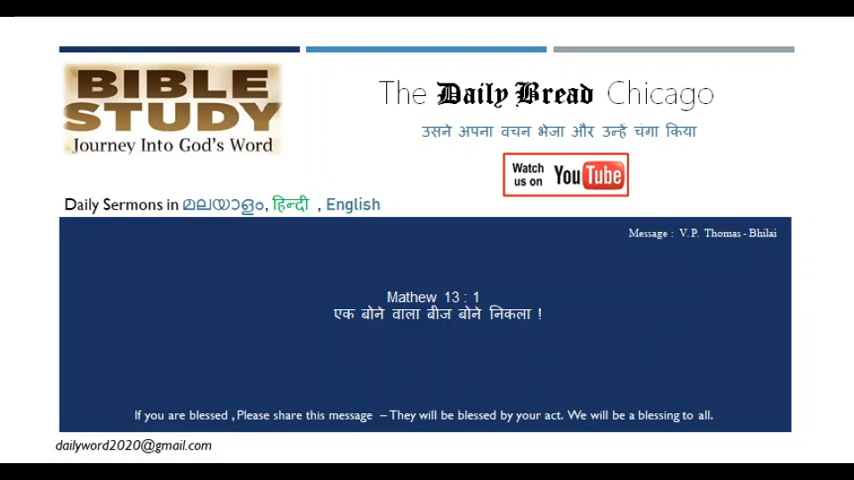 BIBLE
STUDY
Journey Into God's Word
The Daily Bread Chicago
उसने अपना वचन भेजा और उन्हें चंगा किया
Watch
us on
YouTube
Daily Sermons in മലയാളം, हिन्दी , English
Message : V.P. Thomas - Bhilai
Mathew 13 : 1
एक बोने वाला बीज बोने निकला !
If you are blessed ,Please share this message – They will be blessed by your act. We will be a blessing to all.
dailyword2020@gmail.com